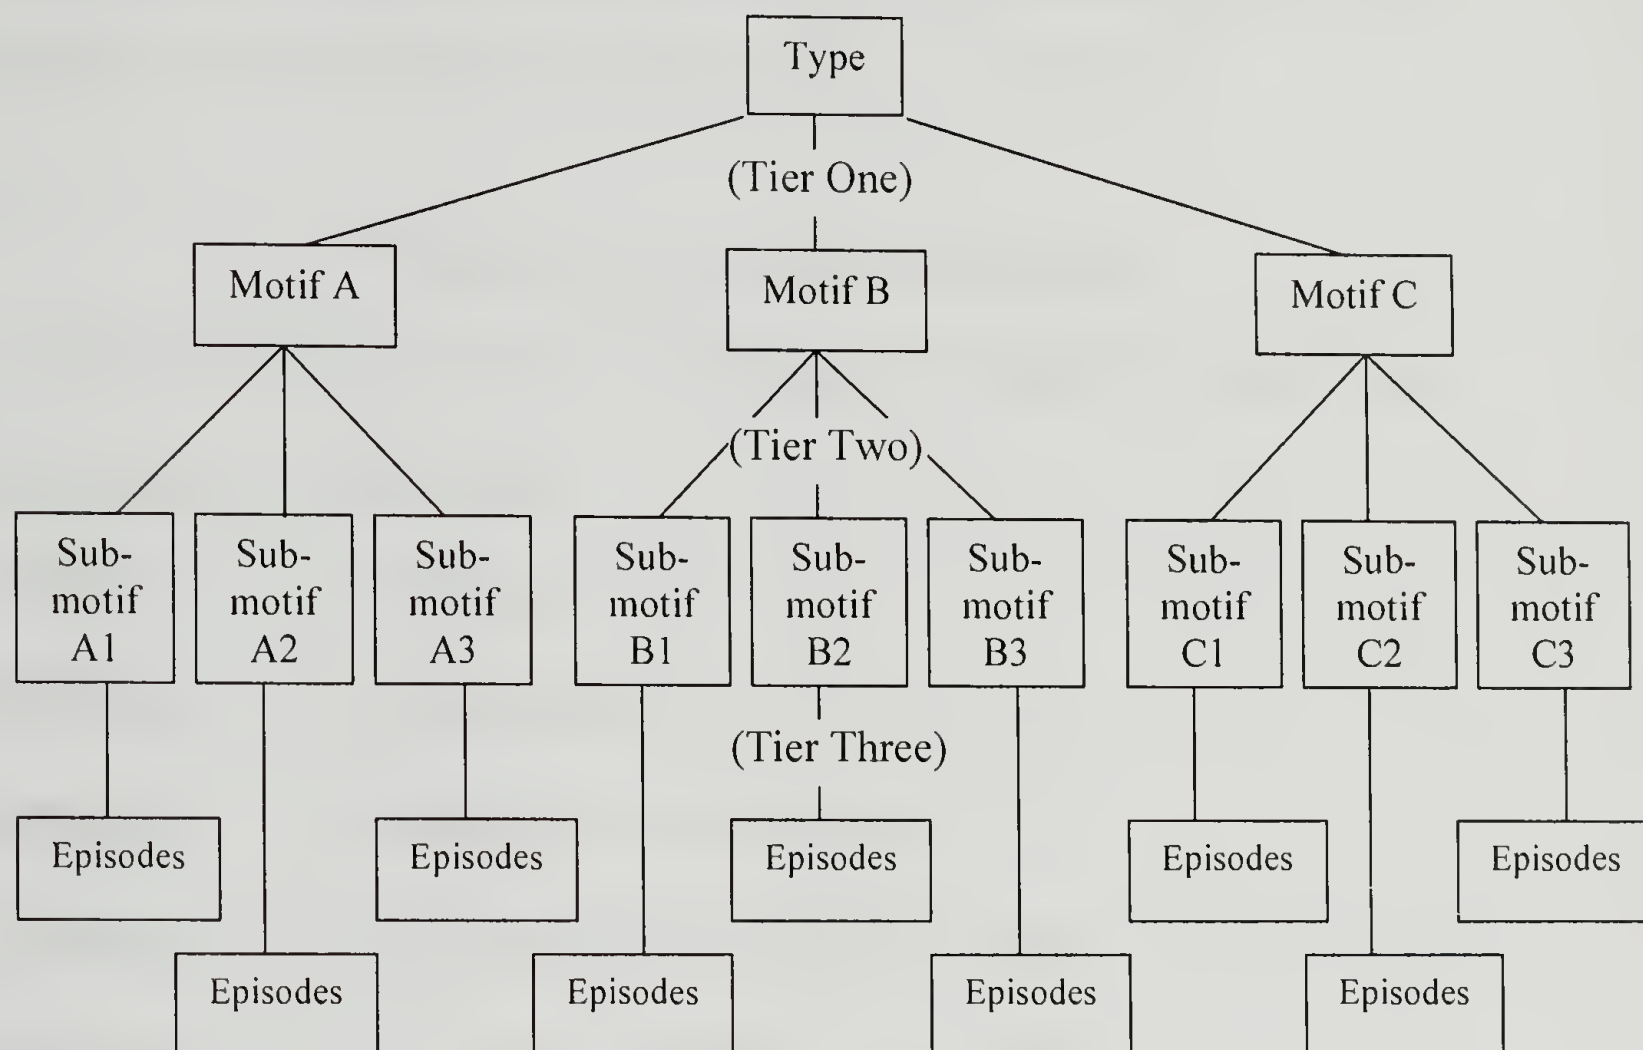 Type
(Tier One)
Motif A
Motif B
Motif C
(Tier Two)
Sub-
motif
A1
Sub-
motif
A2
Sub-
motif
A3
Sub-
motif
B1
Sub-
motif
B2
Sub-
motif
B3
Sub-
motif
C1
Sub-
motif
C2
Sub-
motif
C3
(Tier Three)
Episodes
Episodes
Episodes
Episodes
Episodes
Episodes
Episodes
Episodes
Episodes